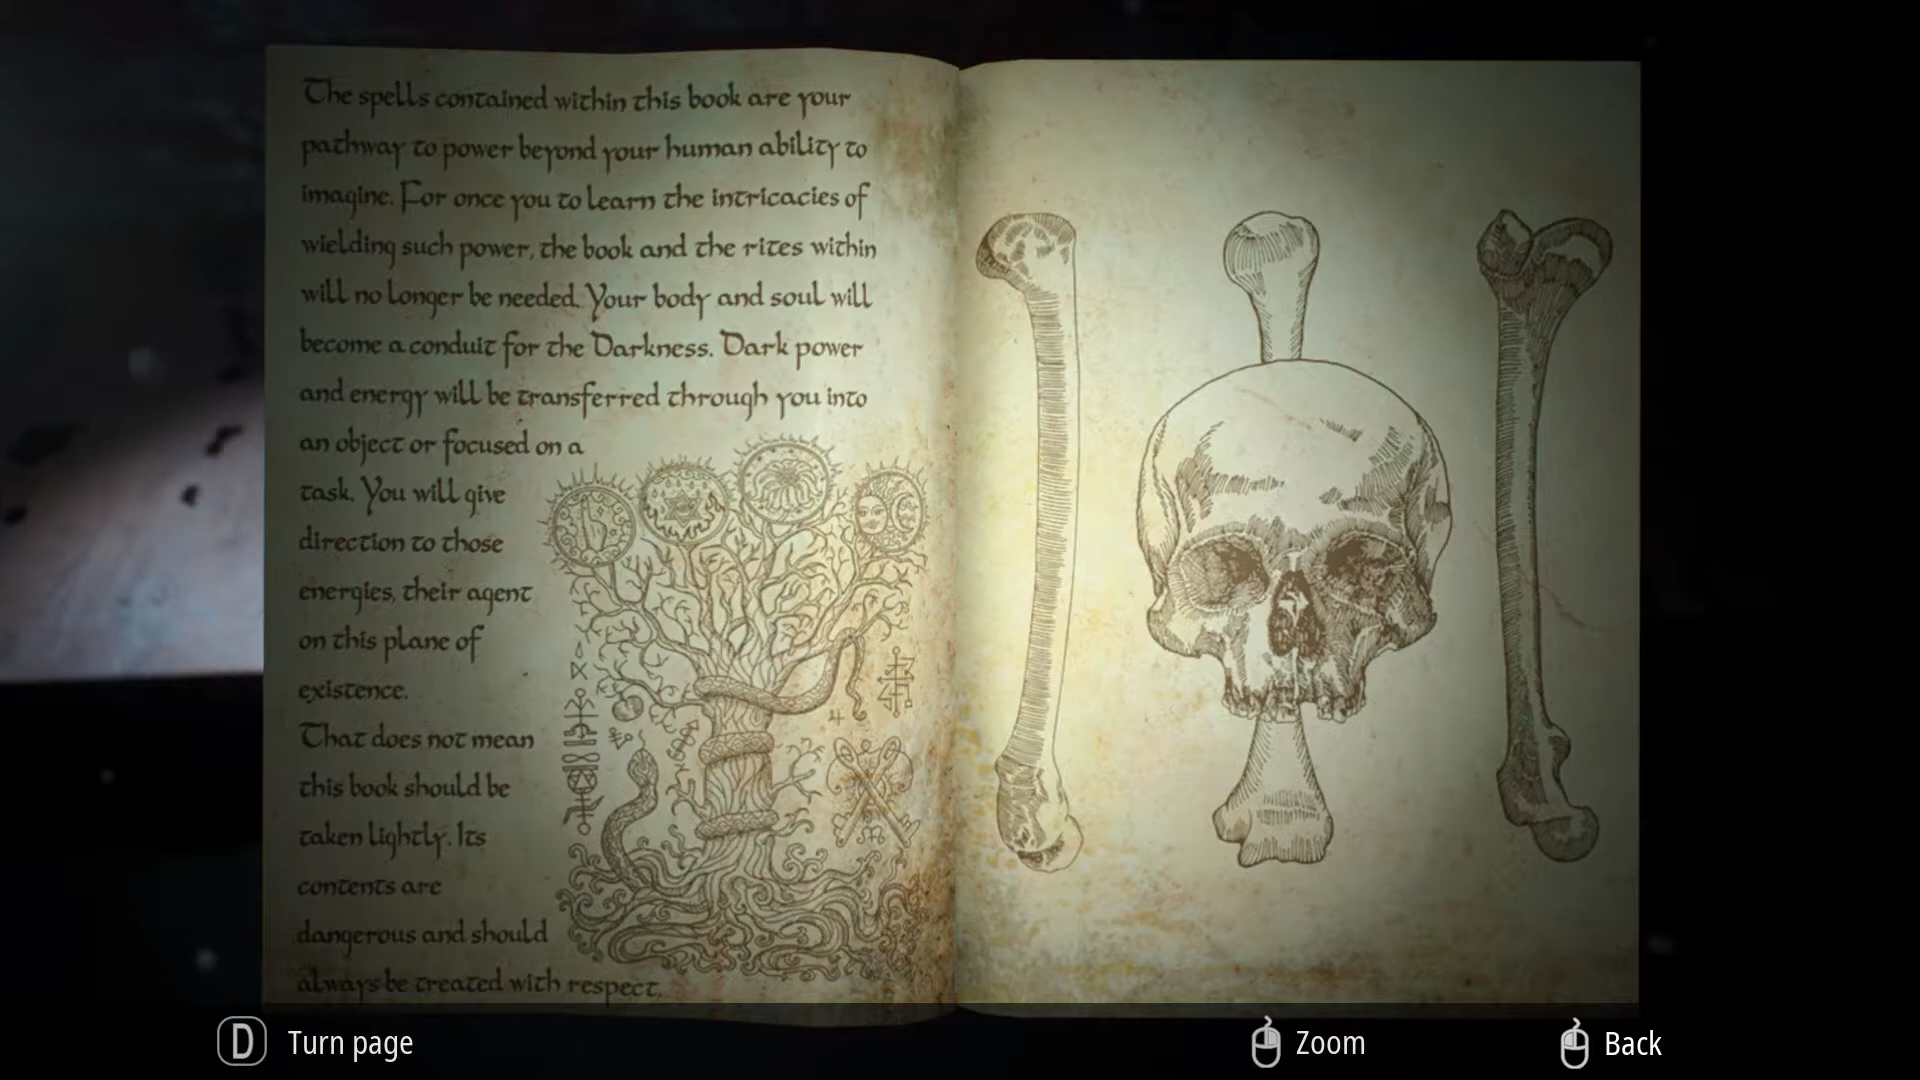 The spells contained within this book are your
pathway to power beyond your human ability to
imagine. For once you to learn the intricacies of
wielding such power, the book and the rites within
will no longer be needed. Your body and soul will
become a conduit for the Darkness. Dark power
and energy will be transferred through you into
an object or focused on a
task. You will give
direction to those
energies, their agent
on this plane of
existence.
That does not mean
this book should be
taken lightly. Its
contents are
dangerous and should
always be treated with respect.
D Turn page
Zoom
Back